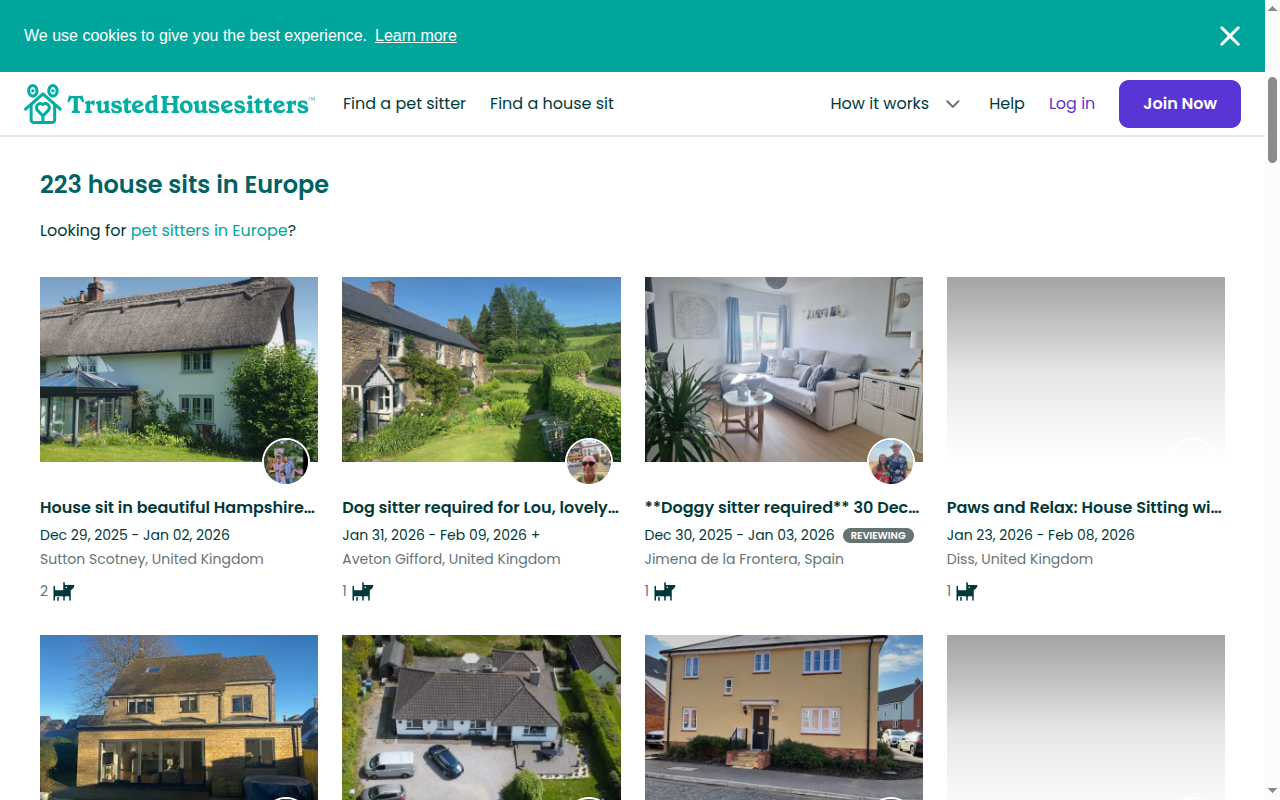 We use cookies to give you the best experience. Learn more
TrustedHousesitters™
Find a pet sitter
Find a house sit
How it works
Help
Log in
Join Now
223 house sits in Europe
Looking for pet sitters in Europe?
House sit in beautiful Hampshire...
Dec 29, 2025 - Jan 02, 2026
Sutton Scotney, United Kingdom
2
Dog sitter required for Lou, lovely...
Jan 31, 2026 - Feb 09, 2026 +
Aveton Gifford, United Kingdom
1
**Doggy sitter required** 30 Dec...
Dec 30, 2025 - Jan 03, 2026 REVIEWING
Jimena de la Frontera, Spain
1
Paws and Relax: House Sitting wi...
Jan 23, 2026 - Feb 08, 2026
Diss, United Kingdom
1